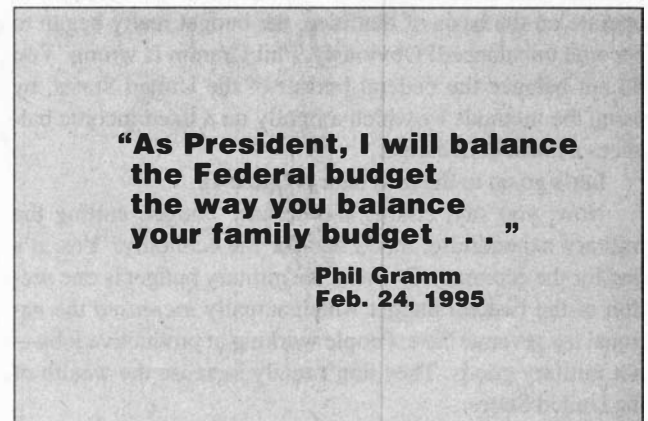 “As President, I will balance
the Federal budget
the way you balance
your family budget . . . ”
Phil Gramm
Feb. 24, 1995